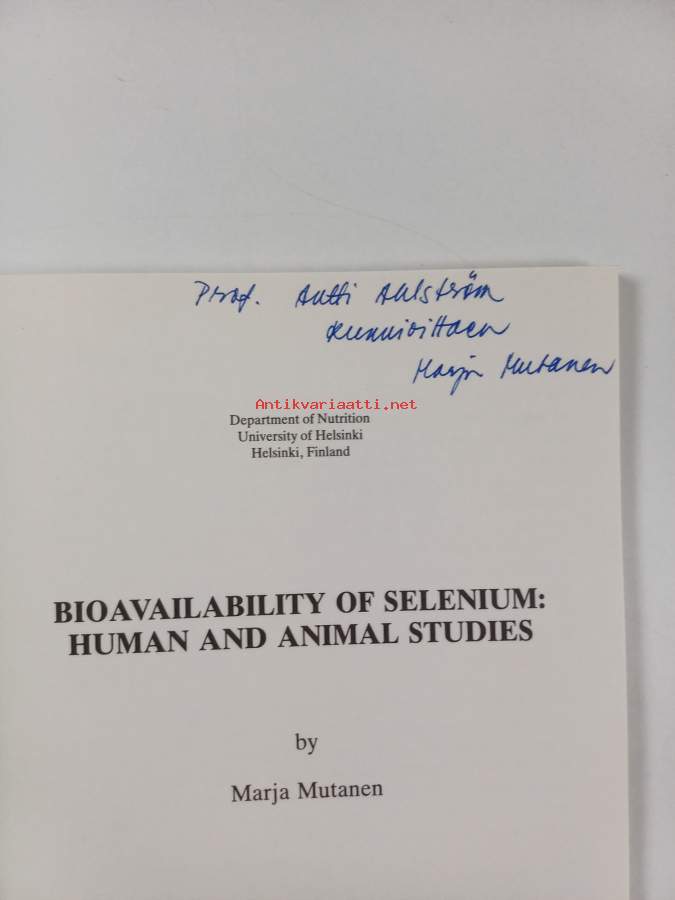 Prof. Antti Ahlström
kunnioittaen
Marja Mutanen
Antikvariaatti.net
Department of Nutrition
University of Helsinki
Helsinki, Finland
BIOAVAILABILITY OF SELENIUM:
HUMAN AND ANIMAL STUDIES
by
Marja Mutanen